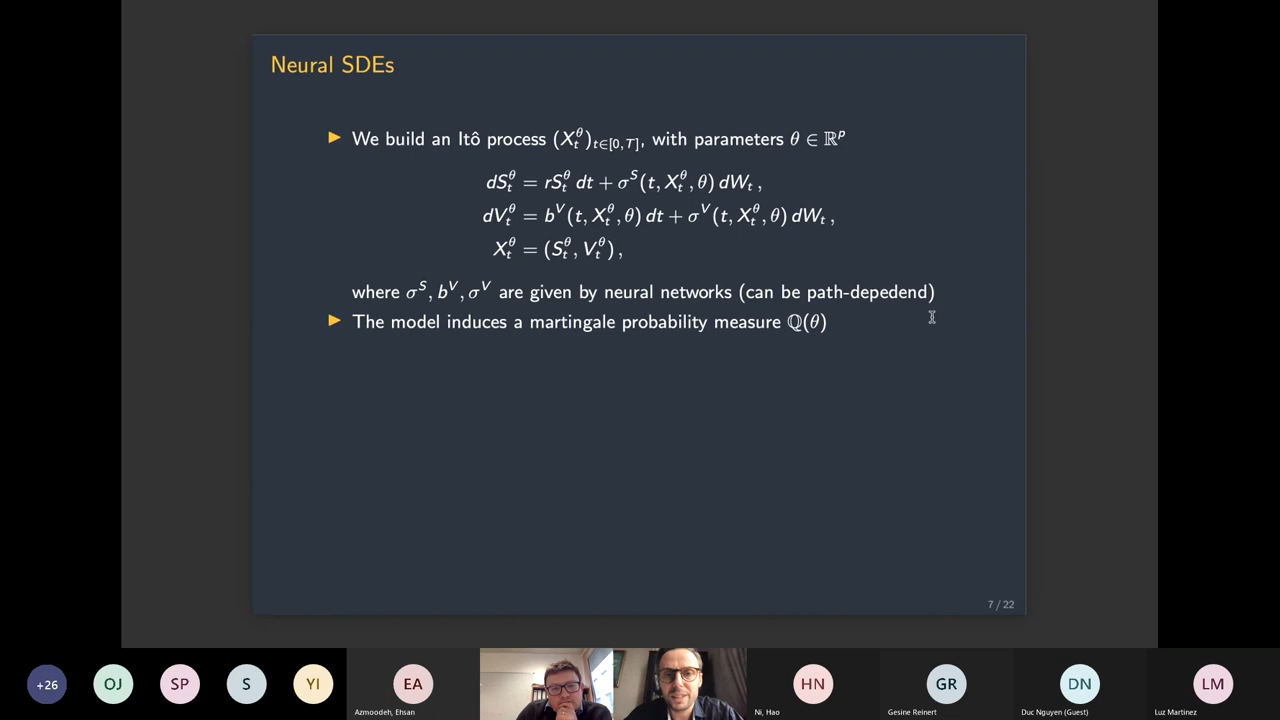 Neural SDEs
▶ We build an Itô process (X_t^θ)_{t∈[0,T]}, with parameters θ ∈ ℝ^p
dS_t^θ = rS_t^θ dt + σ^S(t, X_t^θ, θ) dW_t ,
dV_t^θ = b^V(t, X_t^θ, θ) dt + σ^V(t, X_t^θ, θ) dW_t ,
X_t^θ = (S_t^θ, V_t^θ) ,
where σ^S, b^V, σ^V are given by neural networks (can be path-depedend)
▶ The model induces a martingale probability measure ℚ(θ)
7 / 22
+26
OJ
SP
S
YI
EA
HN
GR
DN
LM
Azmoodeh, Ehsan
Ni, Hao
Gesine Reinert
Duc Nguyen (Guest)
Luz Martinez